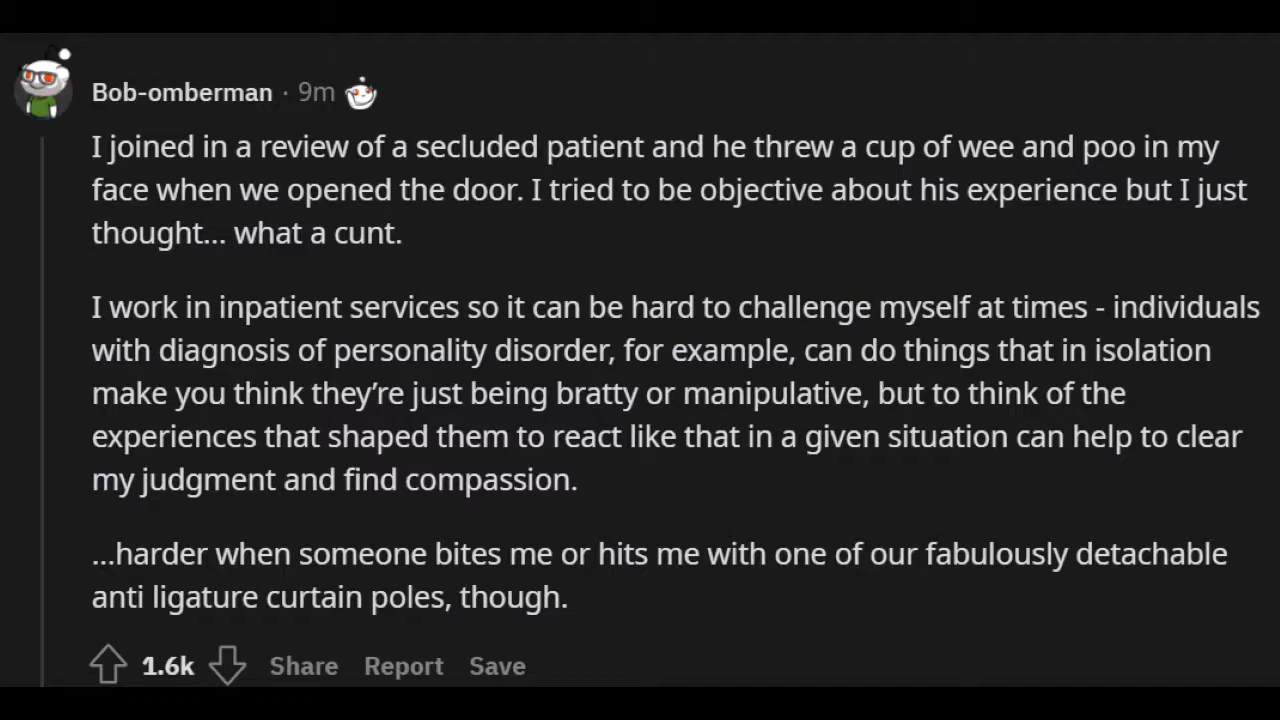 Bob-omberman · 9m
I joined in a review of a secluded patient and he threw a cup of wee and poo in my
face when we opened the door. I tried to be objective about his experience but I just
thought... what a cunt.
I work in inpatient services so it can be hard to challenge myself at times - individuals
with diagnosis of personality disorder, for example, can do things that in isolation
make you think they’re just being bratty or manipulative, but to think of the
experiences that shaped them to react like that in a given situation can help to clear
my judgment and find compassion.
...harder when someone bites me or hits me with one of our fabulously detachable
anti ligature curtain poles, though.
1.6k Share Report Save